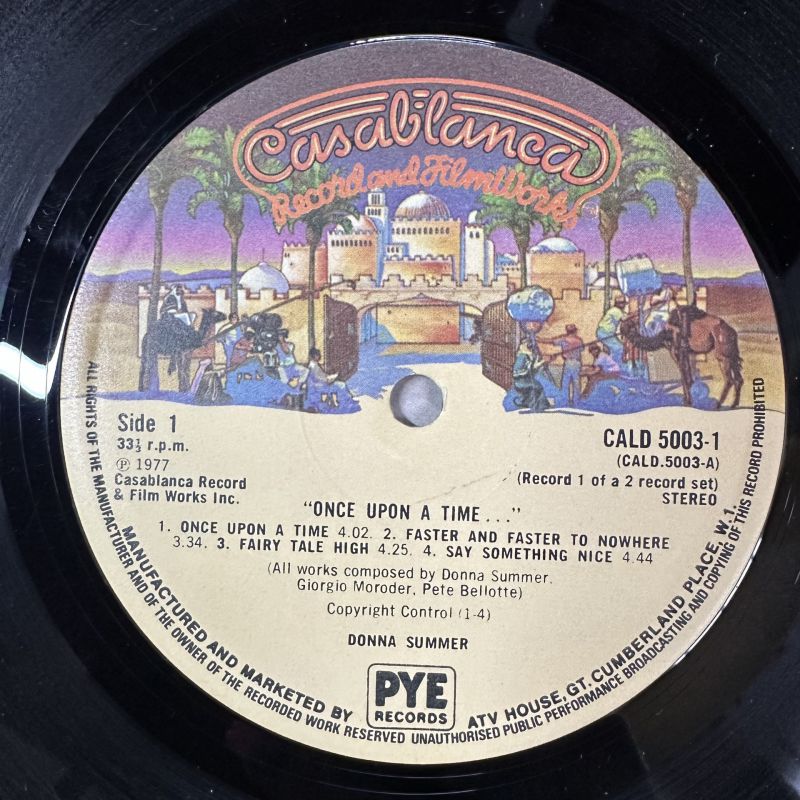 Casablanca
Record and FilmWorks
Side 1
33⅓ r.p.m.
℗ 1977
Casablanca Record
& Film Works Inc.
CALD 5003-1
(CALD.5003-A)
(Record 1 of a 2 record set)
STEREO
"ONCE UPON A TIME..."
1. ONCE UPON A TIME 4.02. 2. FASTER AND FASTER TO NOWHERE
3.34. 3. FAIRY TALE HIGH 4.25. 4. SAY SOMETHING NICE 4.44
(All works composed by Donna Summer,
Giorgio Moroder, Pete Bellotte)
Copyright Control (1-4)
DONNA SUMMER
PYE
RECORDS
MANUFACTURED AND MARKETED BY
ATV HOUSE, GT. CUMBERLAND PLACE, W.1.
ALL RIGHTS OF THE MANUFACTURER AND OF THE OWNER OF THE RECORDED WORK RESERVED UNAUTHORISED PUBLIC PERFORMANCE BROADCASTING AND COPYING OF THIS RECORD PROHIBITED